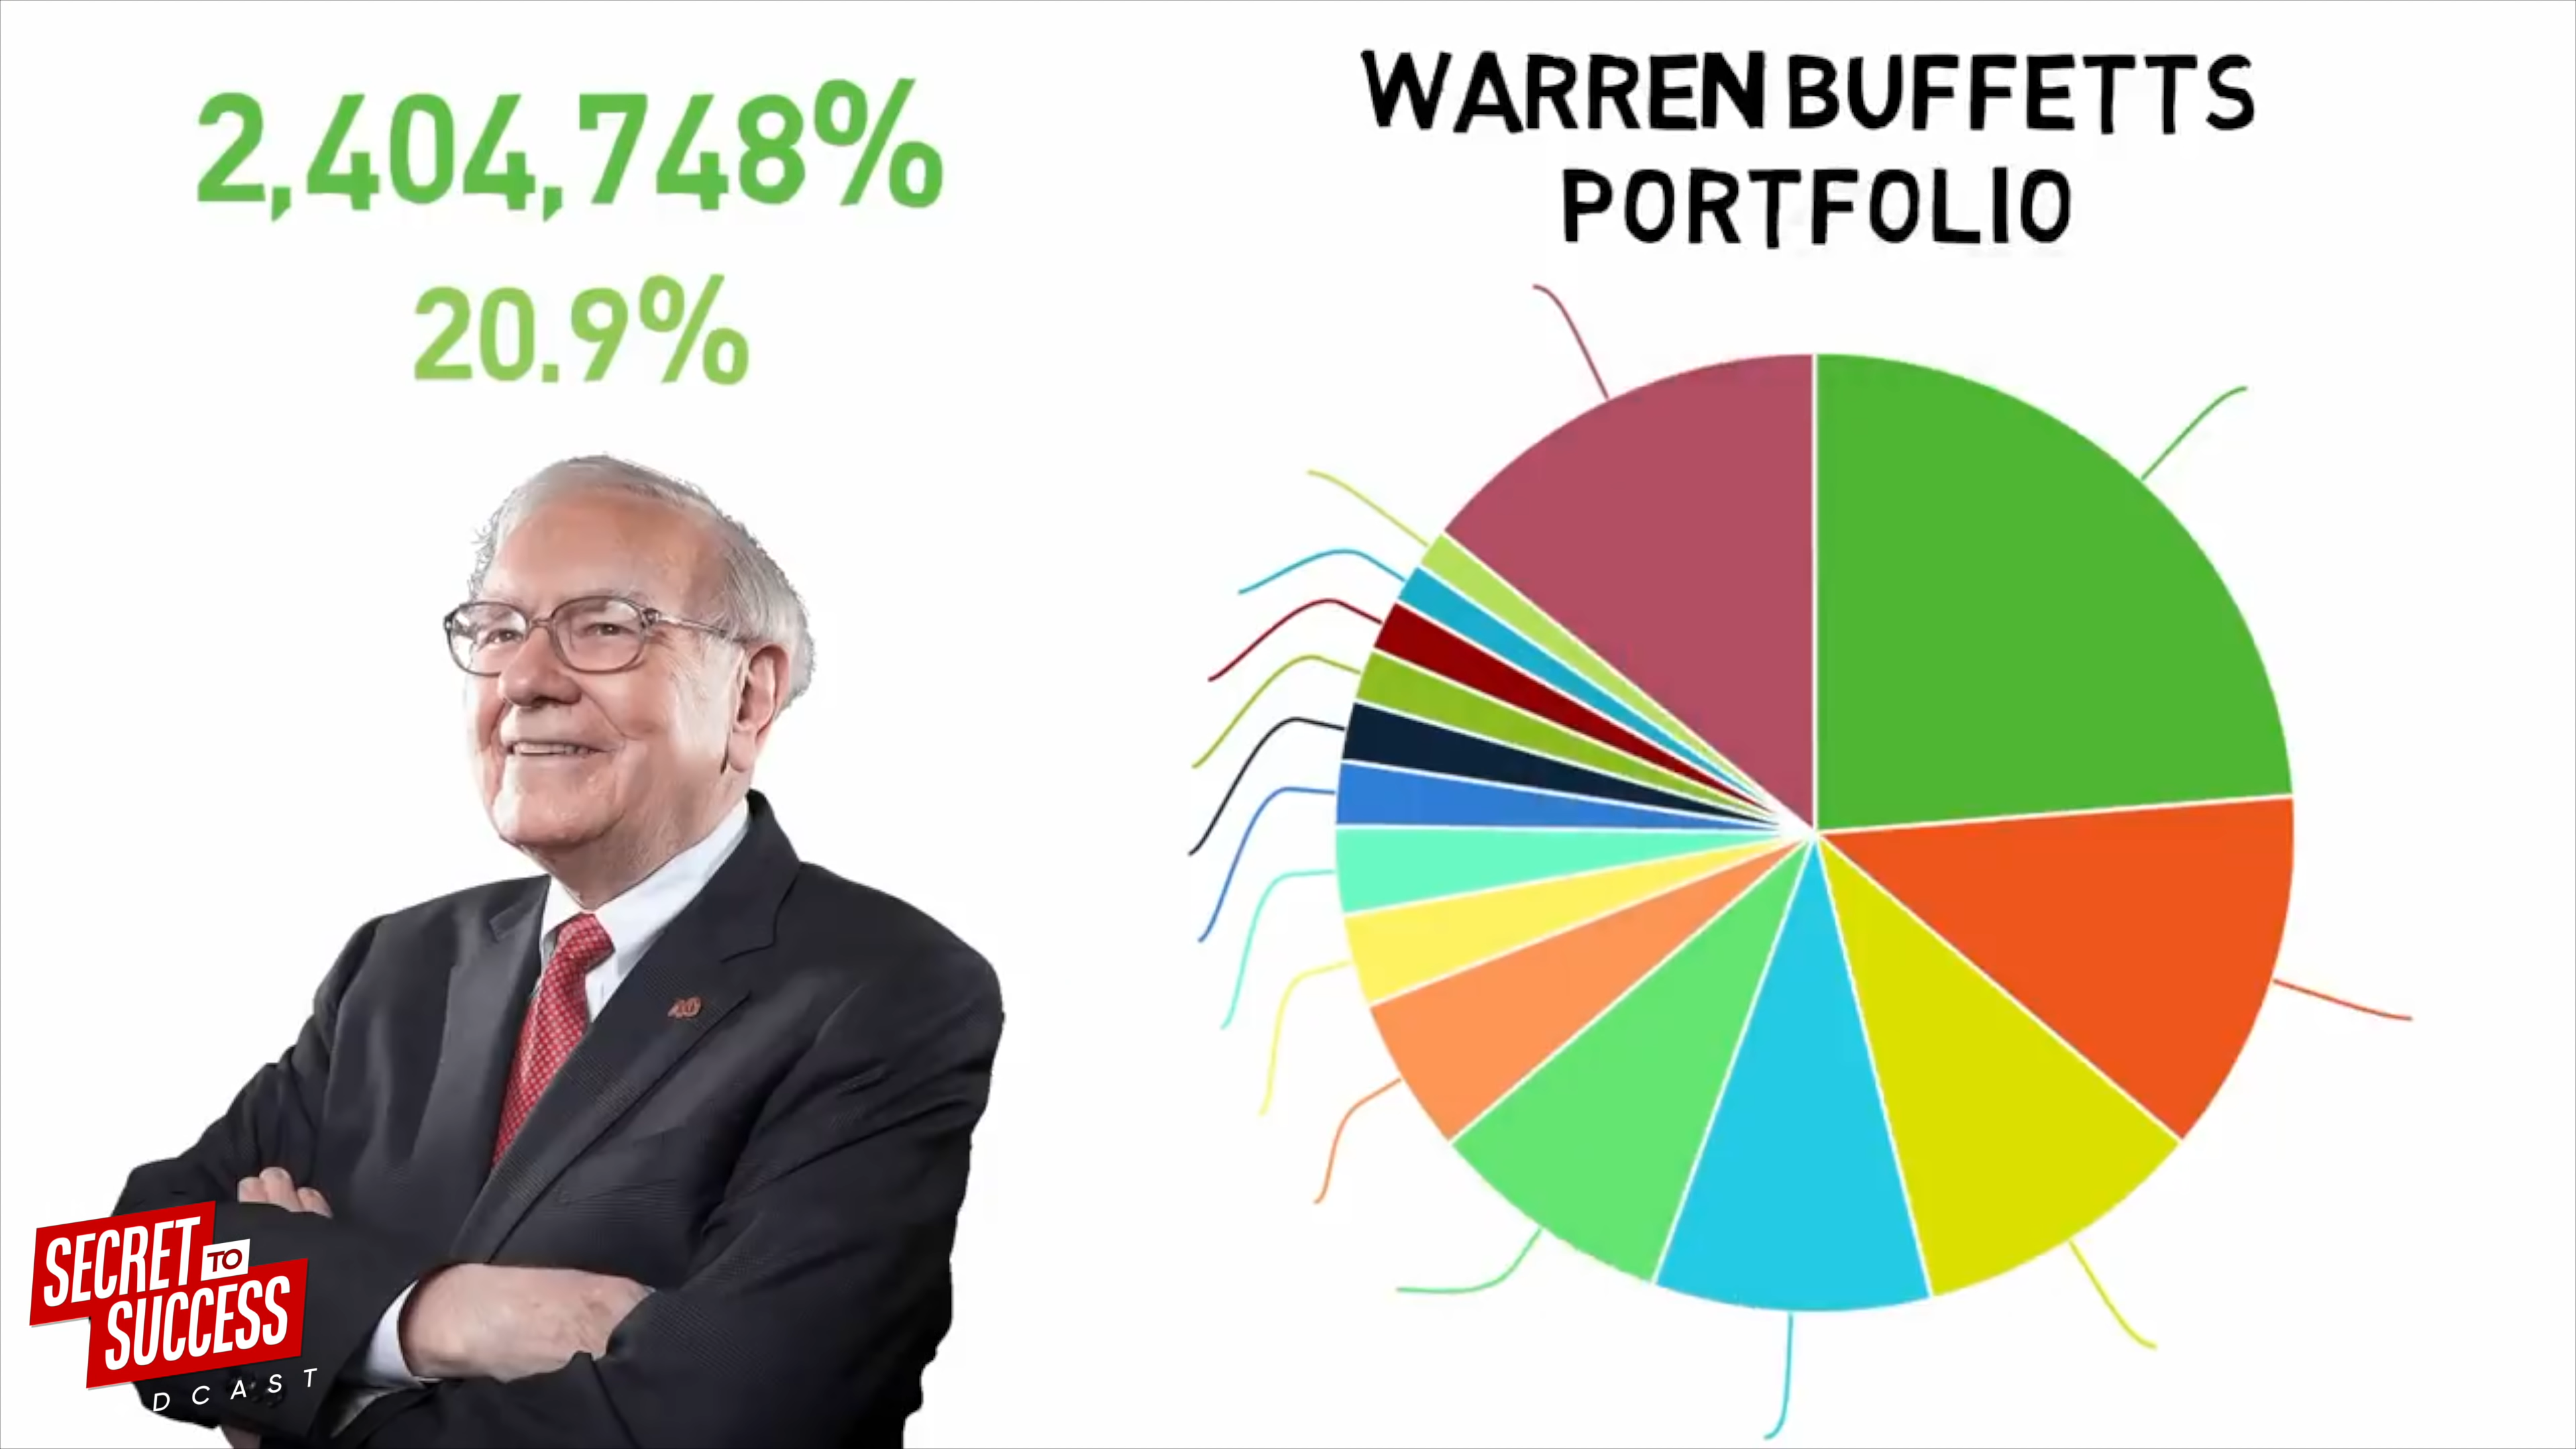 2,404,748%
20.9%
WARREN BUFFETTS
PORTFOLIO
SECRET TO
SUCCESS
DCAST